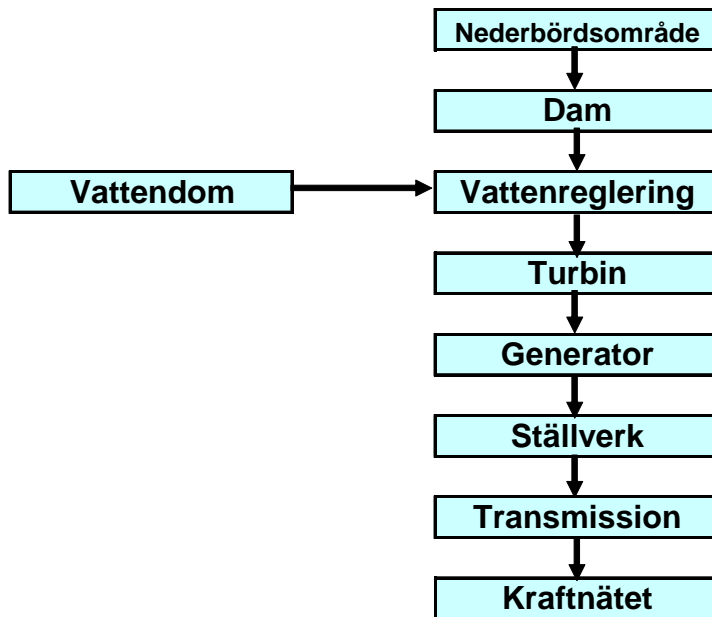 Nederbördsområde
Dam
Vattendom
Vattenreglering
Turbin
Generator
Ställverk
Transmission
Kraftnätet